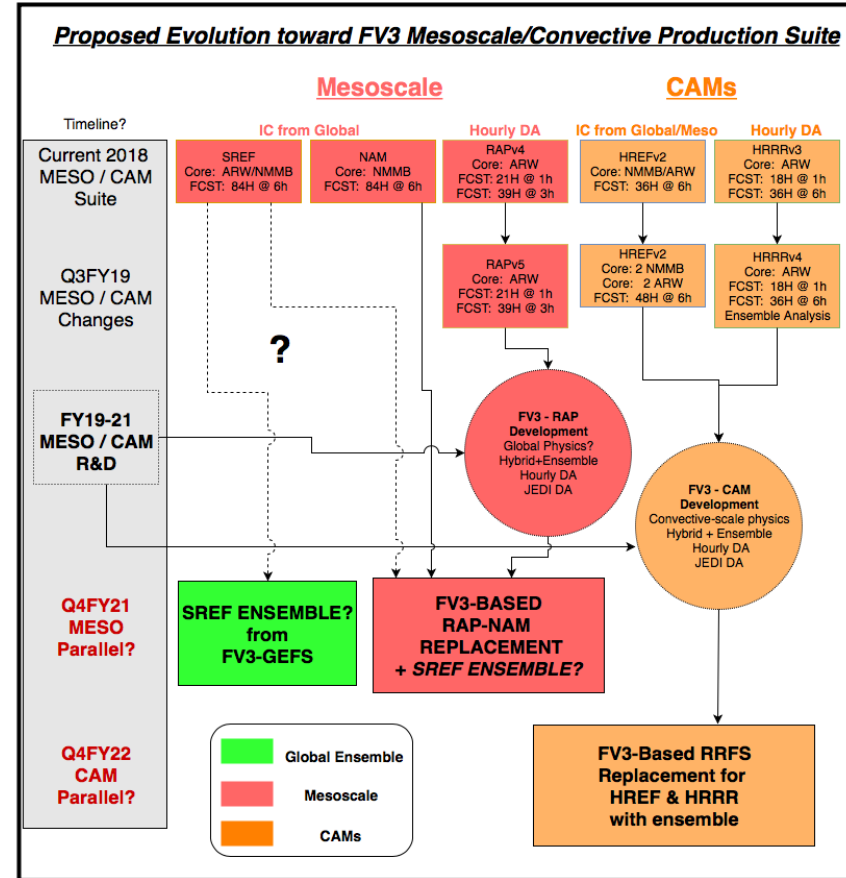 Proposed Evolution toward FV3 Mesoscale/Convective Production Suite
Mesoscale
CAMs
Timeline?
IC from Global
Hourly DA
IC from Global/Meso
Hourly DA
Current 2018
MESO / CAM
Suite
SREF
Core: ARW/NMMB
FCST: 84H @ 6h
NAM
Core: NMMB
FCST: 84H @ 6h
RAPv4
Core: ARW
FCST: 21H @ 1h
FCST: 39H @ 3h
HREFv2
Core: NMMB/ARW
FCST: 36H @ 6h
HRRRv3
Core: ARW
FCST: 18H @ 1h
FCST: 36H @ 6h
Q3FY19
MESO / CAM
Changes
RAPv5
Core: ARW
FCST: 21H @ 1h
FCST: 39H @ 3h
HREFv2
Core: 2 NMMB
Core: 2 ARW
FCST: 48H @ 6h
HRRRv4
Core: ARW
FCST: 18H @ 1h
FCST: 36H @ 6h
Ensemble Analysis
?
FY19-21
MESO / CAM
R&D
FV3 - RAP
Development
Global Physics?
Hybrid+Ensemble
Hourly DA
JEDI DA
FV3 - CAM
Development
Convective-scale physics
Hybrid + Ensemble
Hourly DA
JEDI DA
Q4FY21
MESO
Parallel?
SREF ENSEMBLE?
from
FV3-GEFS
FV3-BASED
RAP-NAM
REPLACEMENT
+ SREF ENSEMBLE?
Q4FY22
CAM
Parallel?
Global Ensemble
Mesoscale
CAMs
FV3-Based RRFS
Replacement for
HREF & HRRR
with ensemble